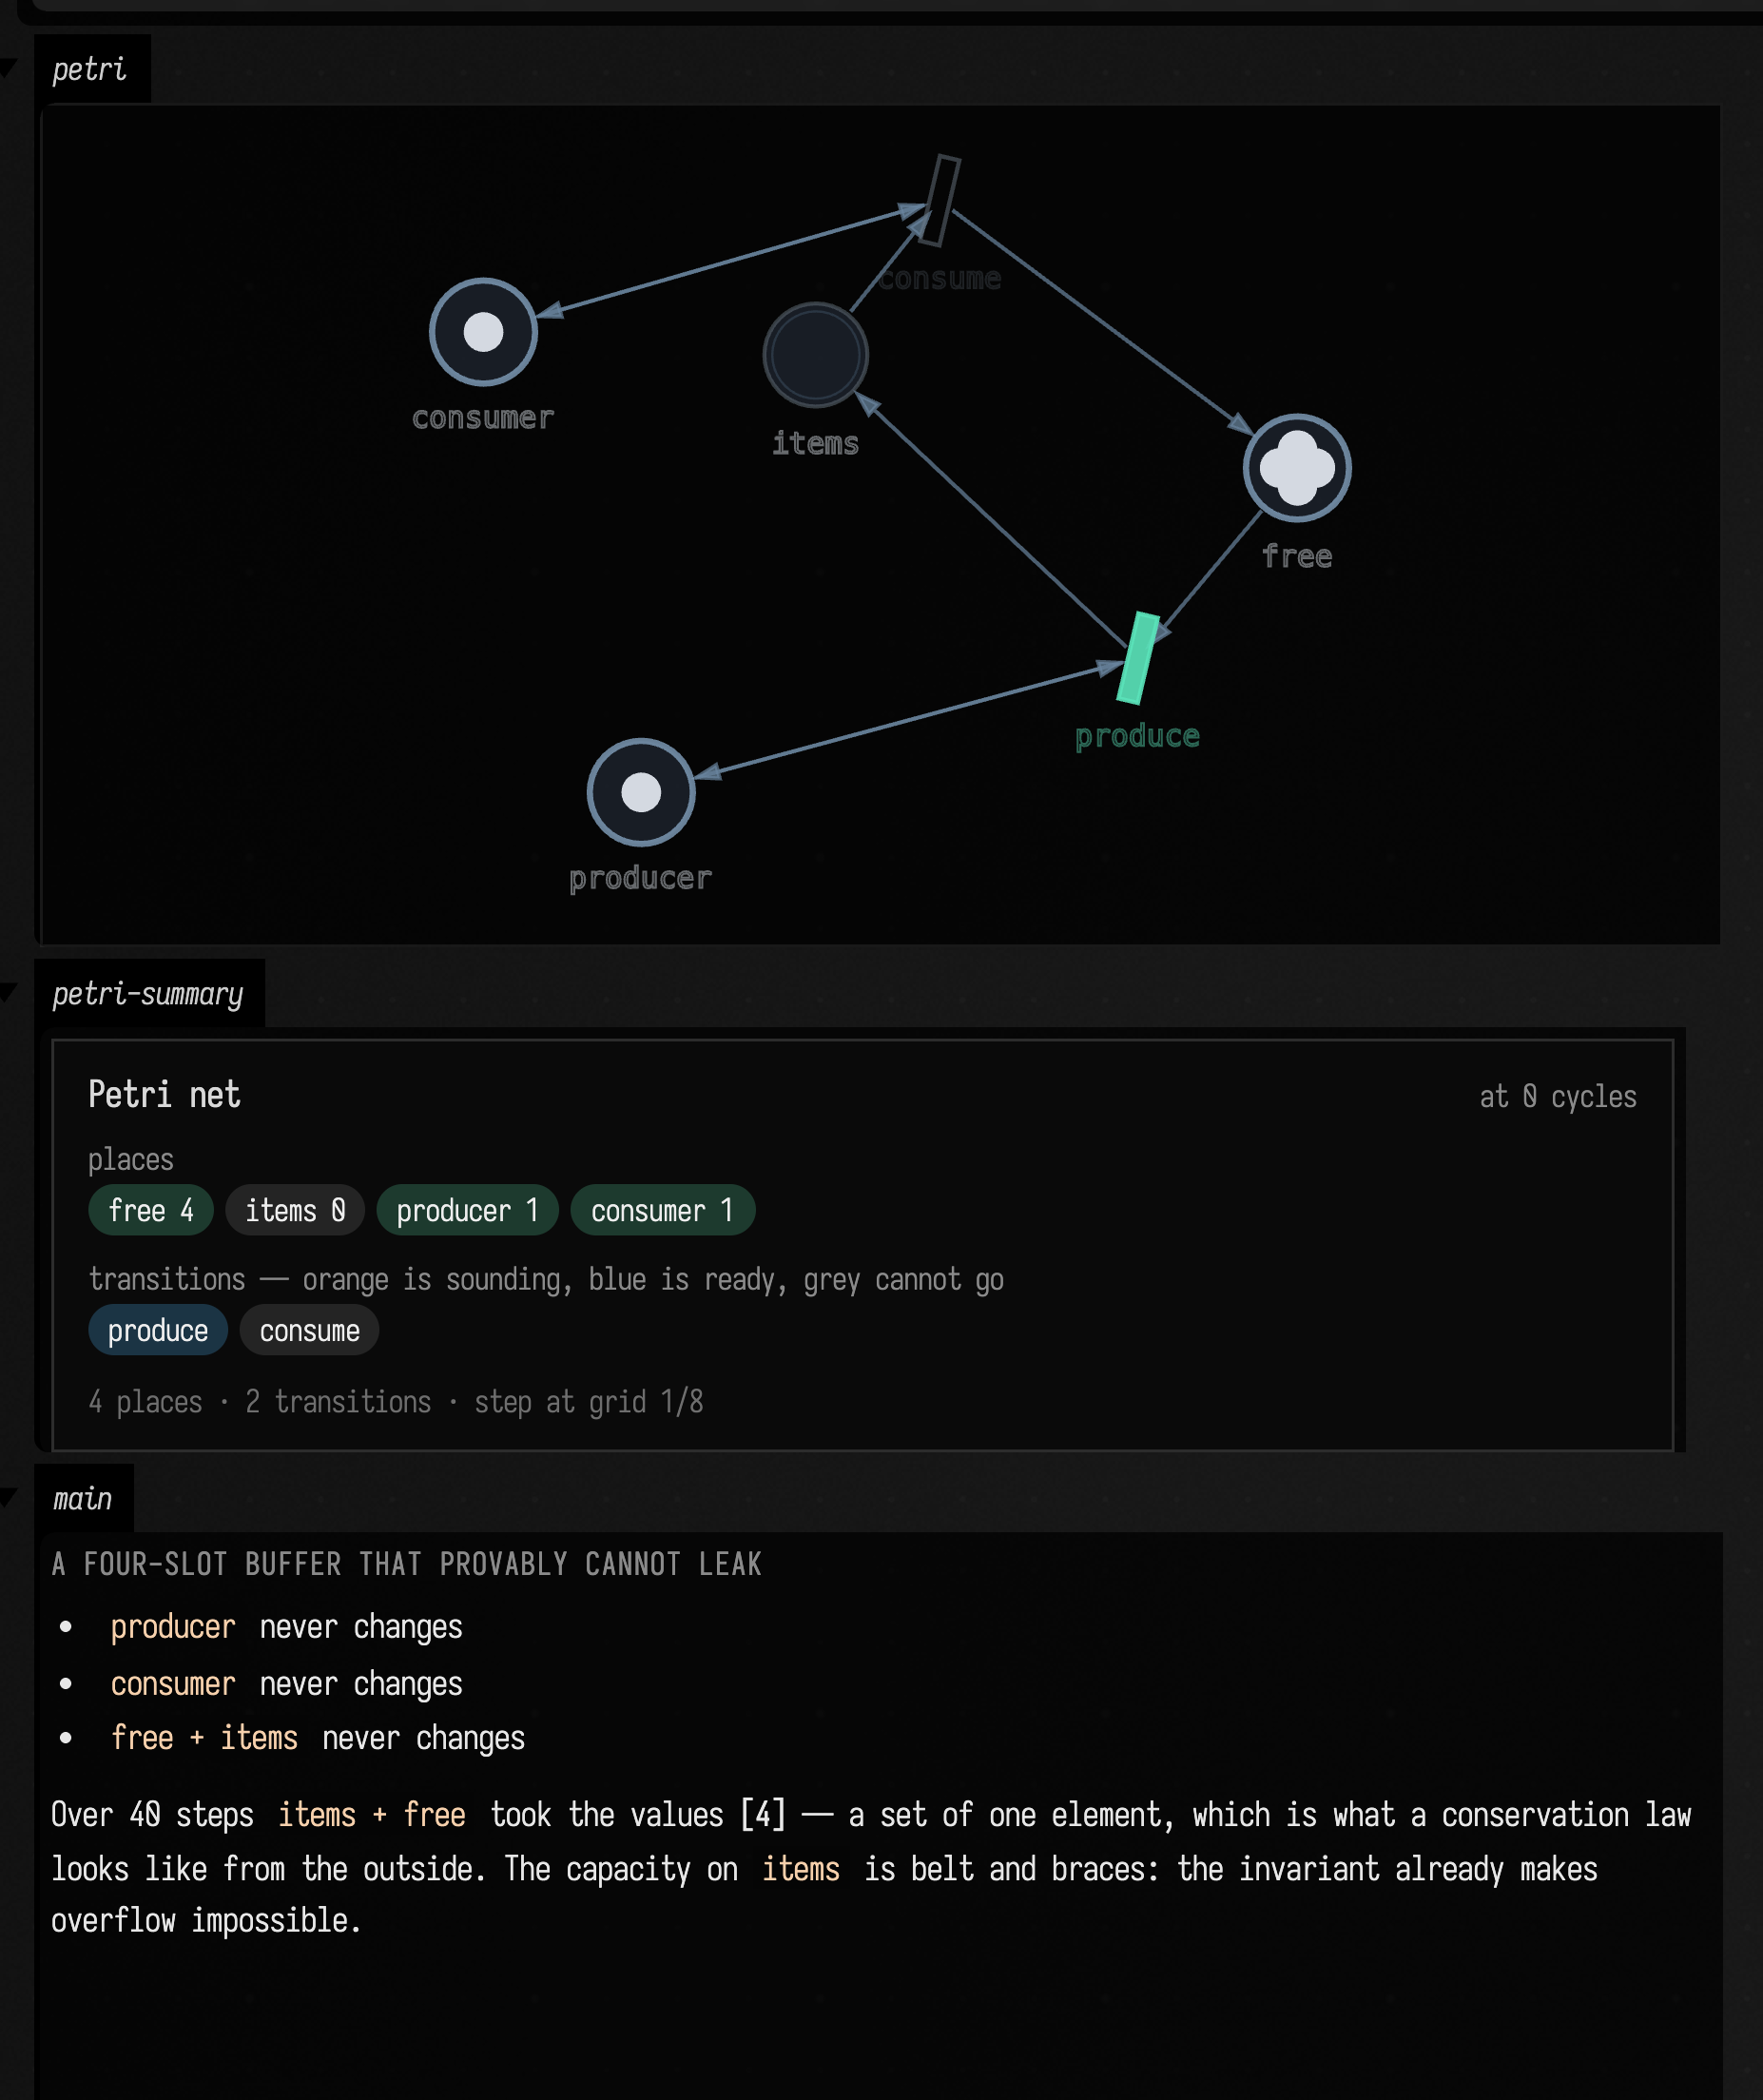 petri
consume
consumer
items
free
produce
producer
petri-summary
Petri net
at 0 cycles
places
free 4
items 0
producer 1
consumer 1
transitions — orange is sounding, blue is ready, grey cannot go
produce
consume
4 places · 2 transitions · step at grid 1/8
main
A FOUR-SLOT BUFFER THAT PROVABLY CANNOT LEAK
• producer never changes
• consumer never changes
• free + items never changes
Over 40 steps items + free took the values [4] — a set of one element, which is what a conservation law
looks like from the outside. The capacity on items is belt and braces: the invariant already makes
overflow impossible.